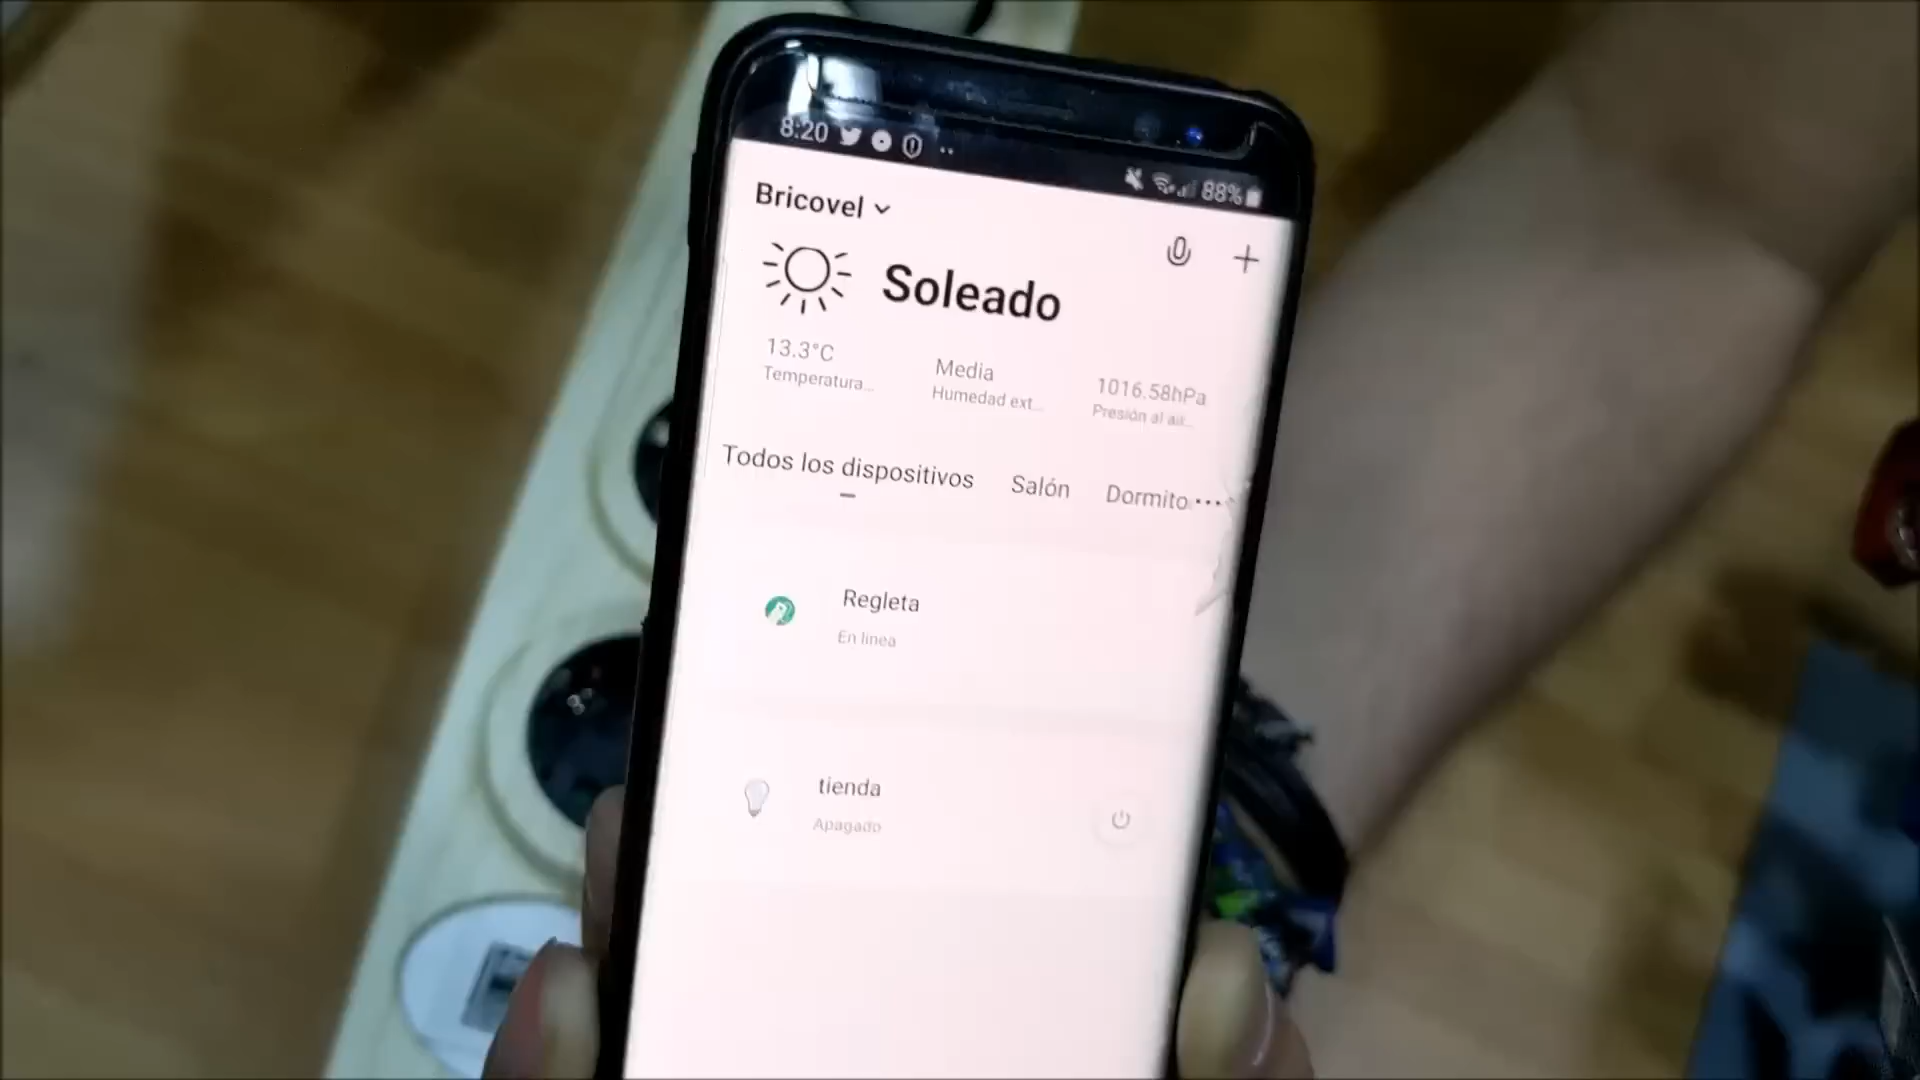 8:20
88%
Bricovel
Soleado
13.3°C
Temperatura...
Media
Humedad ext...
1016.58hPa
Presión al air...
Todos los dispositivos
Salón
Dormito...
Regleta
En línea
tienda
Apagado